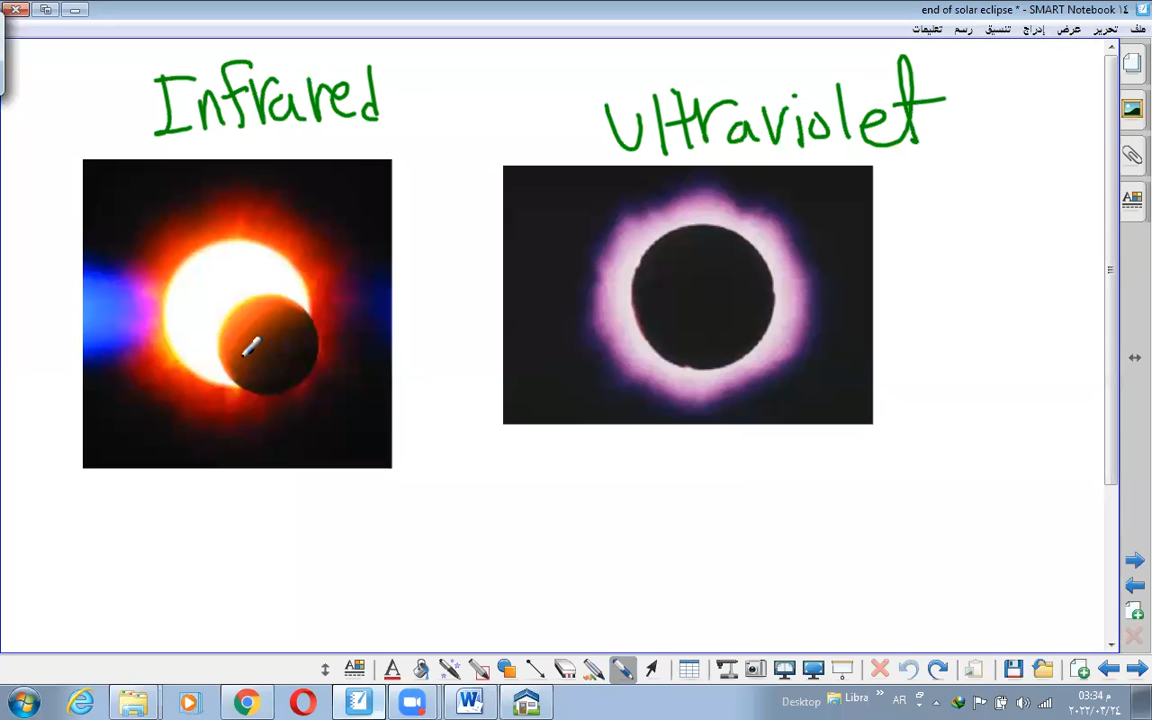 end of solar eclipse * - SMART Notebook ١٤
ملف تحرير عرض إدراج تنسيق رسم تعليمات
Infrared
Ultraviolet
Desktop Libra » AR م 03:34
٢٠٢٢/٠٣/٢٤